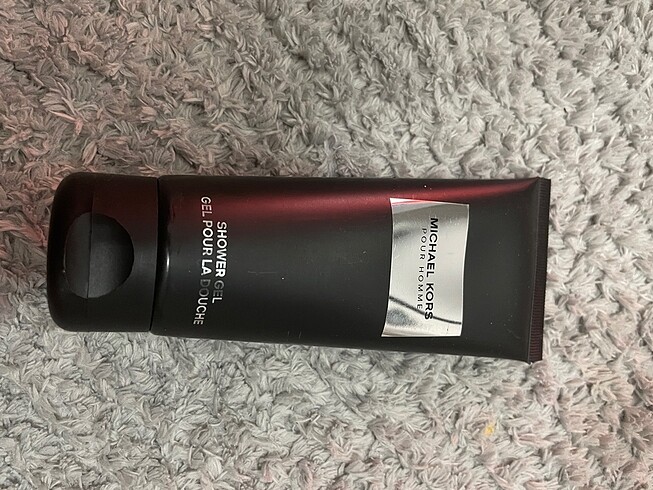 MICHAEL KORS
POUR HOMME
SHOWER GEL
GEL POUR LA DOUCHE